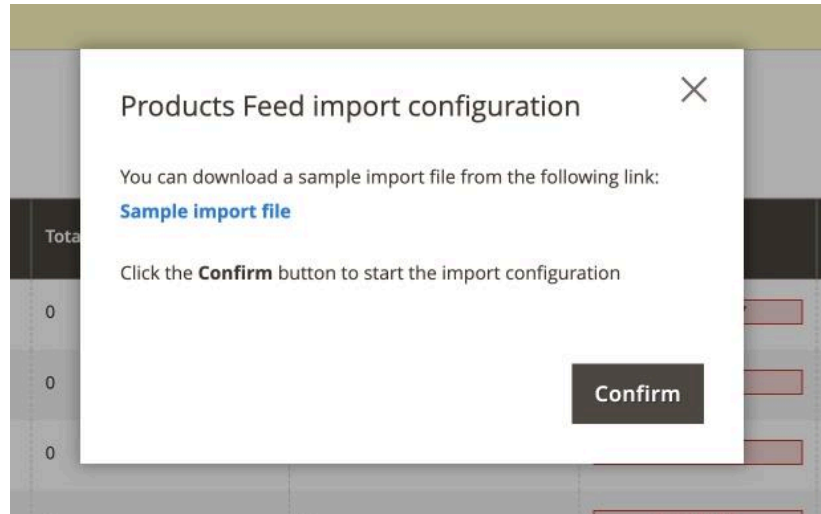 Products Feed import configuration
You can download a sample import file from the following link:
Sample import file
Tota
Click the Confirm button to start the import configuration
0
0
Confirm
0